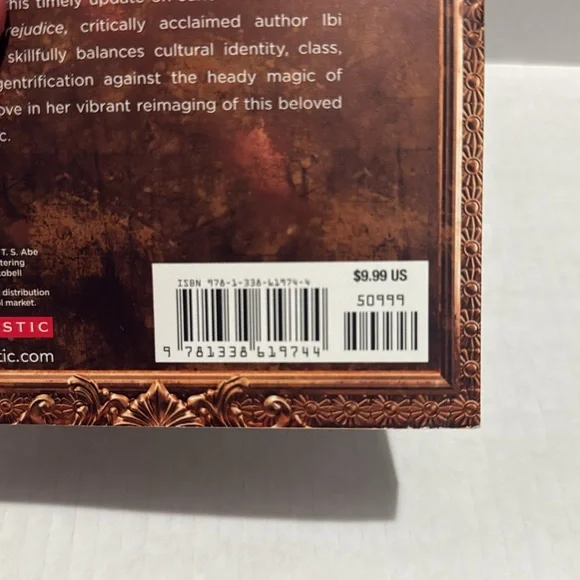 his timely update on
rejudice, critically acclaimed author Ibi
skillfully balances cultural identity, class,
gentrification against the heady magic of
ove in her vibrant reimaging of this beloved
c.
T. S. Abe
tering
obell
distribution
l market.
STIC
tic.com
ISBN 978-1-338-61974-4
$9.99 US
50999
9 781338 619744